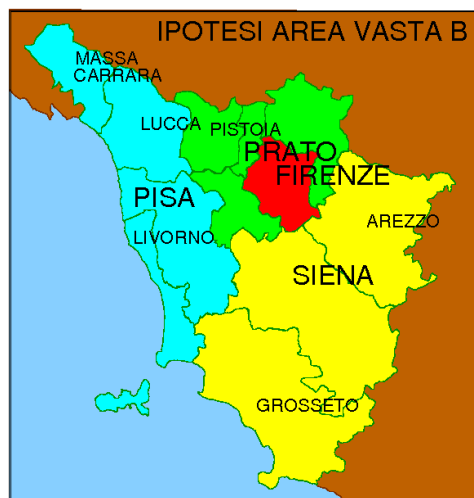 IPOTESI AREA VASTA B
MASSA
CARRARA
LUCCA
PISTOIA
PRATO
FIRENZE
PISA
AREZZO
LIVORNO
SIENA
GROSSETO